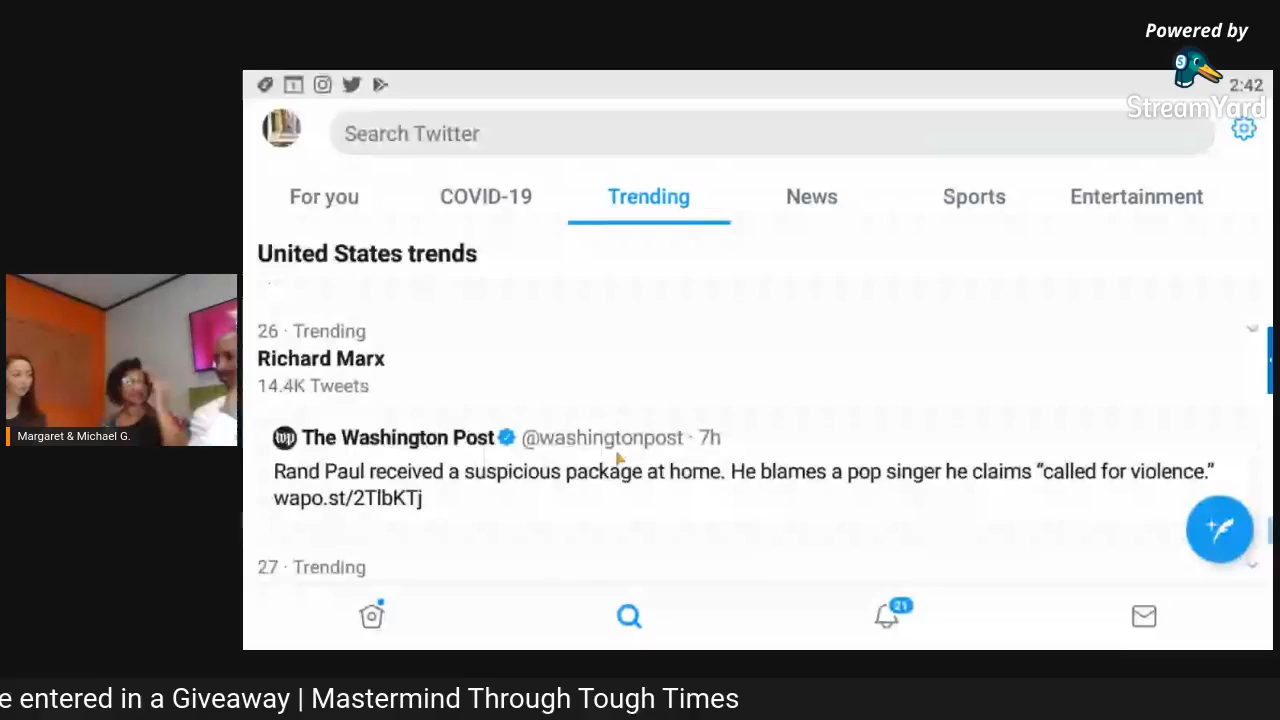 Powered by
StreamYard
2:42
Search Twitter
For you
COVID-19
Trending
News
Sports
Entertainment
United States trends
26 · Trending
Richard Marx
14.4K Tweets
wp The Washington Post @washingtonpost · 7h
Rand Paul received a suspicious package at home. He blames a pop singer he claims “called for violence.”
wapo.st/2TlbKTj
27 · Trending
21
Margaret & Michael G.
e entered in a Giveaway | Mastermind Through Tough Times